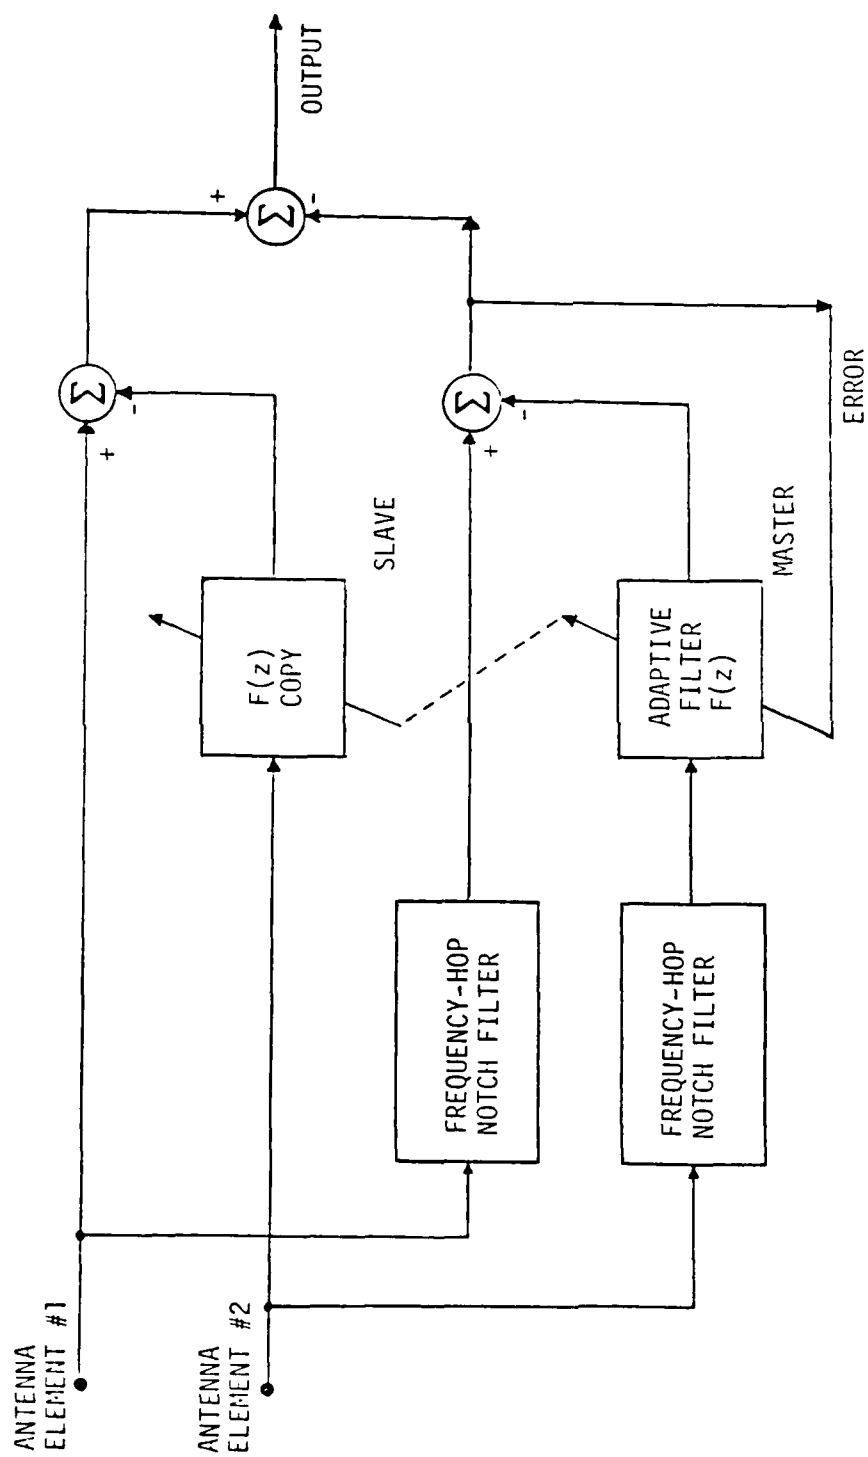 ANTENNA
ELEMENT #1
ANTENNA
ELEMENT #2
FREQUENCY-HOP
NOTCH FILTER
FREQUENCY-HOP
NOTCH FILTER
F(z)
COPY
SLAVE
ADAPTIVE
FILTER
F(z)
MASTER
+
-
Σ
+
-
Σ
ERROR
+
-
Σ
OUTPUT